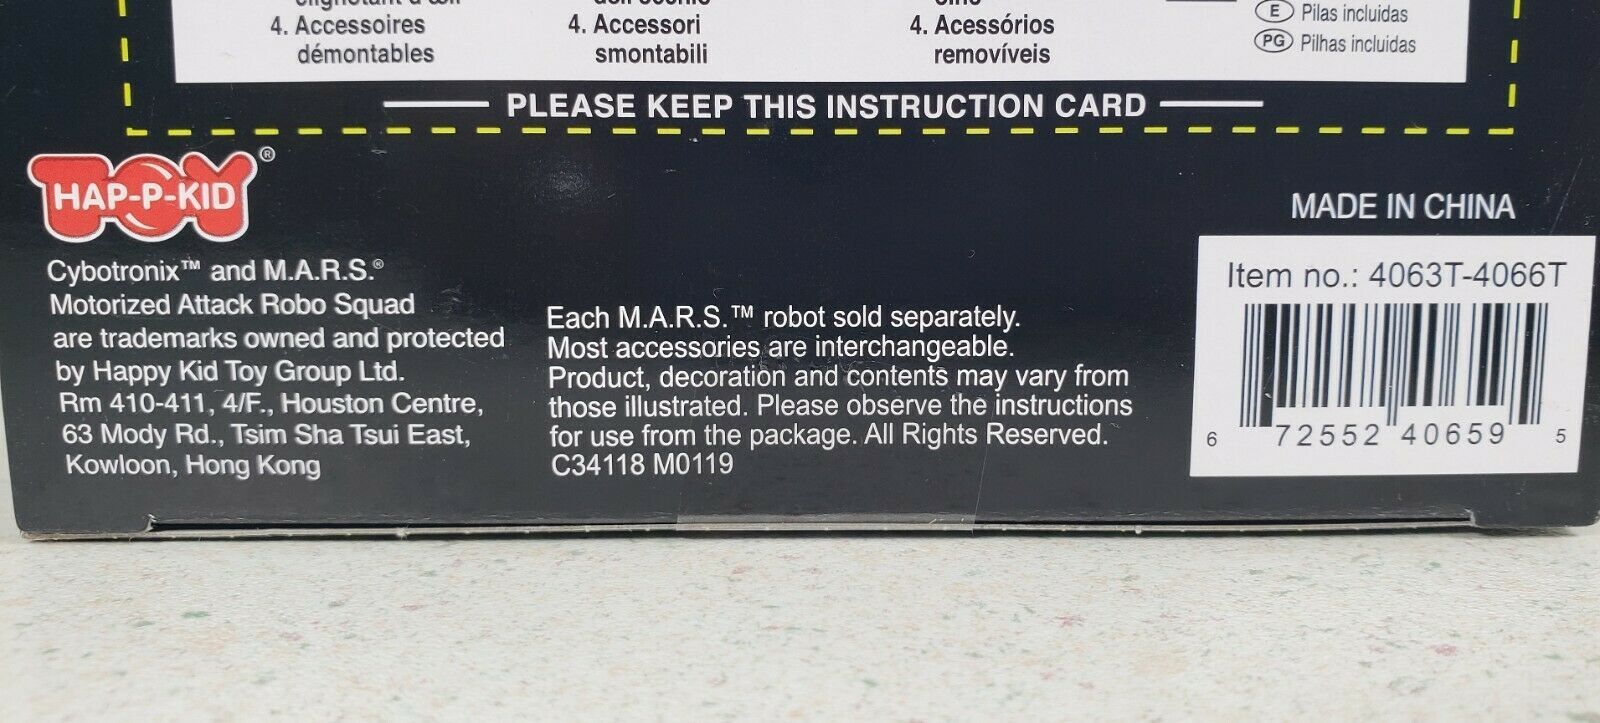 4. Accessoires
démontables
4. Accessori
smontabili
4. Acessórios
removíveis
E Pilas incluidas
PG Pilhas incluidas
PLEASE KEEP THIS INSTRUCTION CARD
TOY
HAP-P-KID ®
Cybotronix™ and M.A.R.S.®
Motorized Attack Robo Squad
are trademarks owned and protected
by Happy Kid Toy Group Ltd.
Rm 410-411, 4/F., Houston Centre,
63 Mody Rd., Tsim Sha Tsui East,
Kowloon, Hong Kong
Each M.A.R.S.™ robot sold separately.
Most accessories are interchangeable.
Product, decoration and contents may vary from
those illustrated. Please observe the instructions
for use from the package. All Rights Reserved.
C34118 M0119
MADE IN CHINA
Item no.: 4063T-4066T
6 72552 40659 5